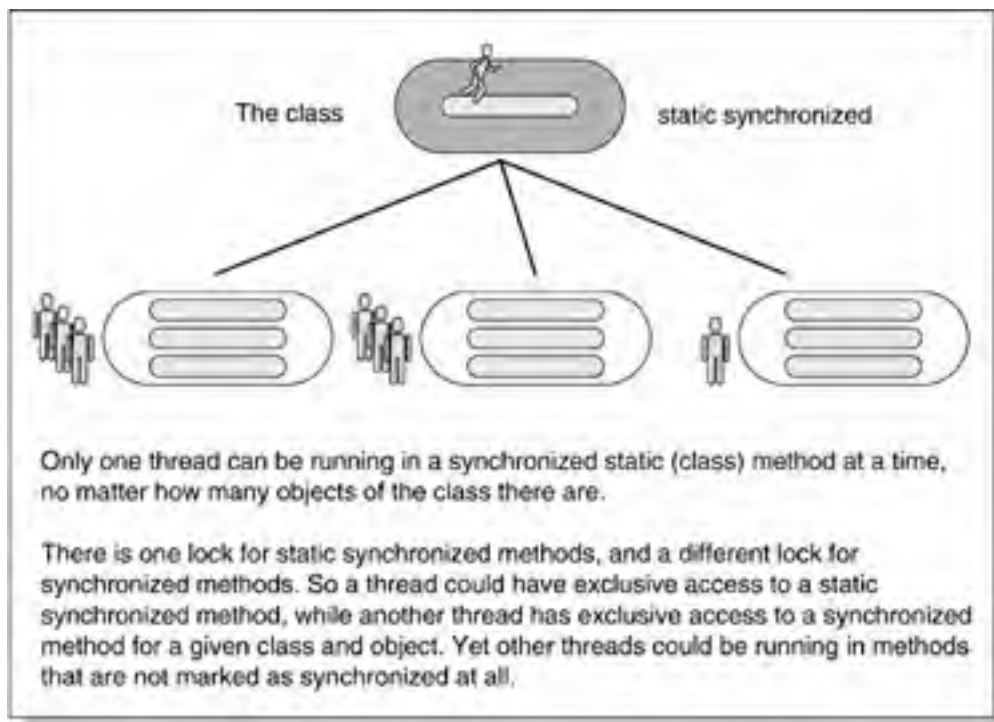 The class
static synchronized
Only one thread can be running in a synchronized static (class) method at a time,
no matter how many objects of the class there are.
There is one lock for static synchronized methods, and a different lock for
synchronized methods. So a thread could have exclusive access to a static
synchronized method, while another thread has exclusive access to a synchronized
method for a given class and object. Yet other threads could be running in methods
that are not marked as synchronized at all.